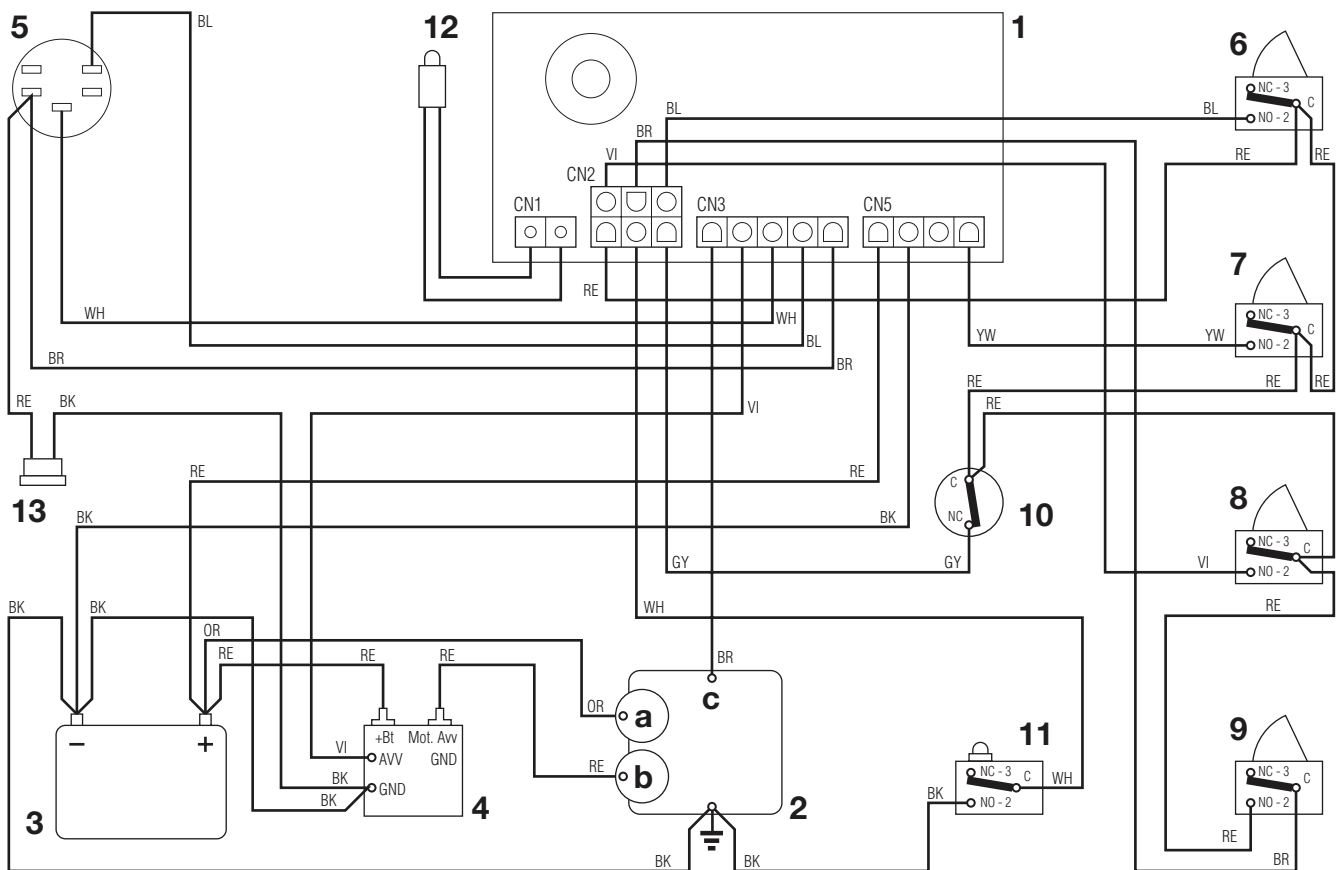 5
BL
12
1
6
NC - 3
C
NO - 2
BL
BL
BR
VI
RE
RE
CN2
CN1
CN3
CN5
7
NC - 3
C
NO - 2
RE
WH
WH
YW
YW
BL
BR
BR
RE
RE
RE
RE
RE
BK
VI
13
RE
RE
C
NC
10
8
NC - 3
C
NO - 2
BK
BK
GY
GY
VI
RE
BK
BK
WH
OR
RE
RE
RE
BR
c
OR
a
11
9
+Bt
Mot. Avv
VI
AVV
GND
RE
b
NC - 3
C
WH
NC - 3
C
BK
GND
BK
BK
NO - 2
NO - 2
−
+
3
4
2
RE
BK
BK
BR